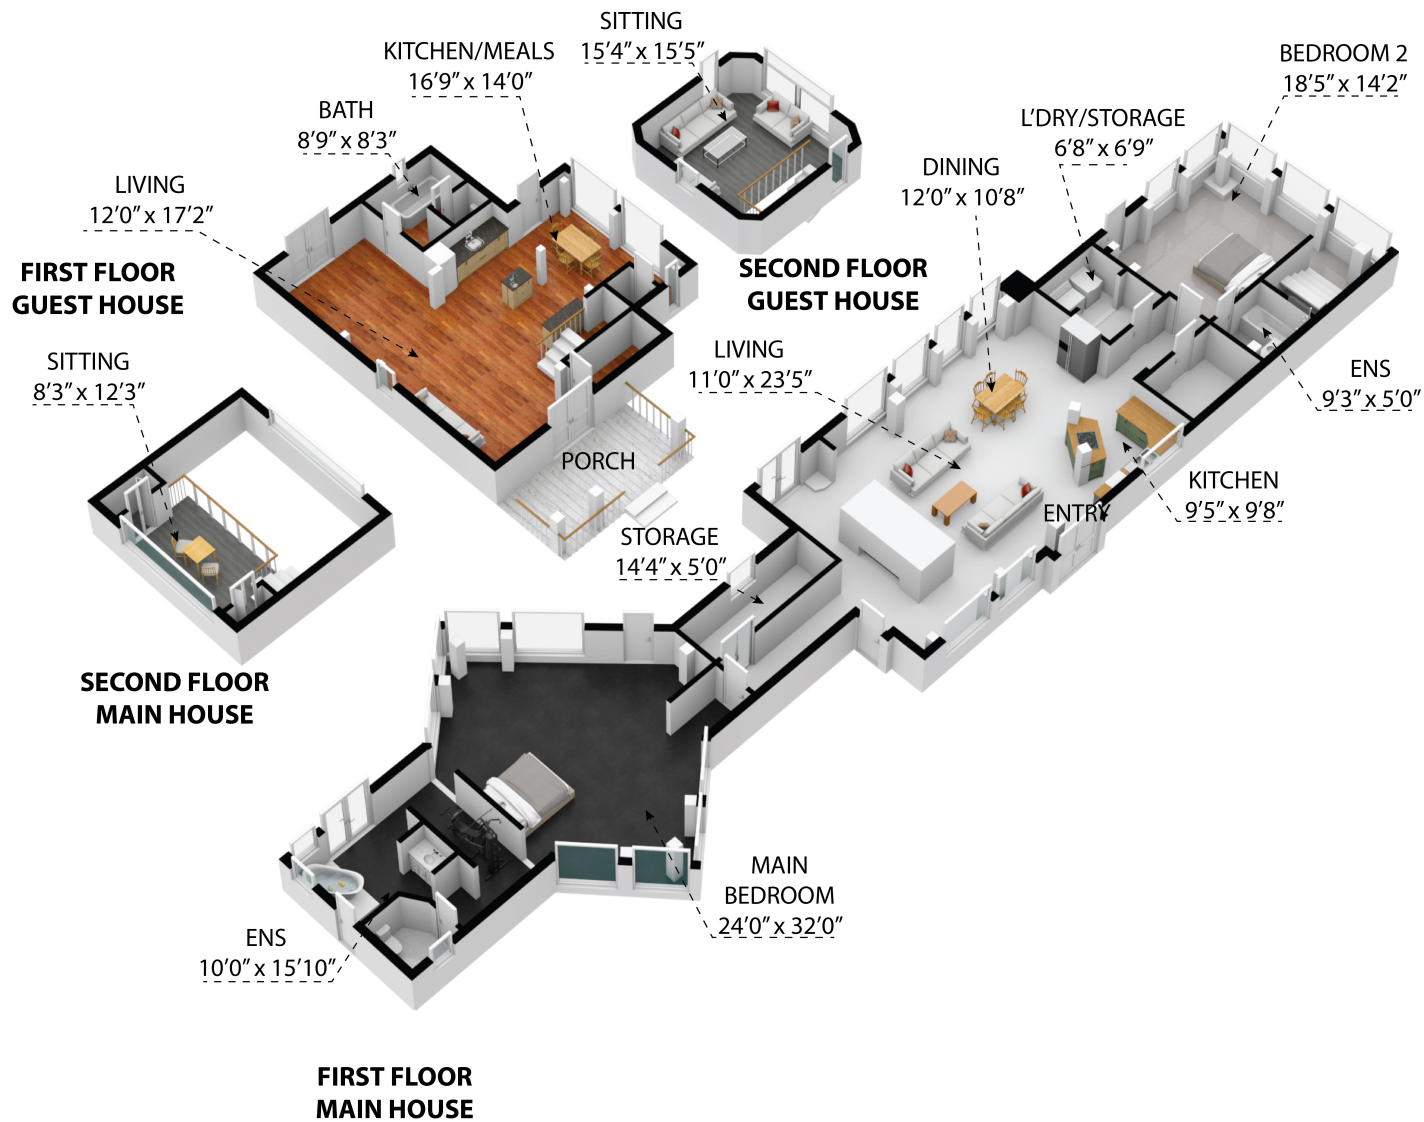 SITTING
15’4” x 15’5”
KITCHEN/MEALS
16’9” x 14’0”
BATH
8’9” x 8’3”
LIVING
12’0” x 17’2”
FIRST FLOOR
GUEST HOUSE
SECOND FLOOR
GUEST HOUSE
BEDROOM 2
18’5” x 14’2”
L’DRY/STORAGE
6’8” x 6’9”
DINING
12’0” x 10’8”
LIVING
11’0” x 23’5”
SITTING
8’3” x 12’3”
ENS
9’3” x 5’0”
PORCH
KITCHEN
9’5” x 9’8”
ENTRY
STORAGE
14’4” x 5’0”
SECOND FLOOR
MAIN HOUSE
MAIN
BEDROOM
24’0” x 32’0”
ENS
10’0” x 15’10”
FIRST FLOOR
MAIN HOUSE